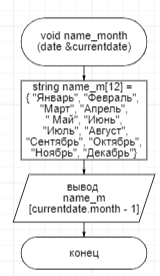 void name_month
(date &currentdate)
string name_m[12] =
{ "Январь", "Февраль",
"Март", "Апрель",
" Май", "Июнь",
"Июль", "Август",
"Сентябрь", "Октябрь",
"Ноябрь", "Декабрь"}
вывод
name_m
[currentdate.month - 1]
конец